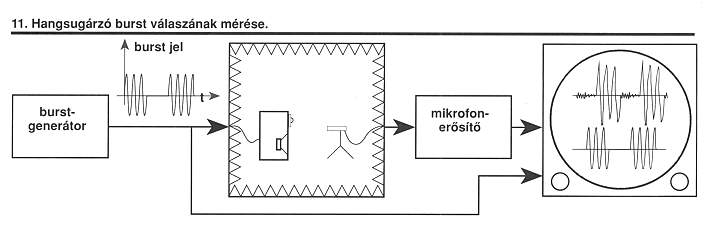 11. Hangsugárzó burst válaszának mérése.
burst jel
t
burst-
generátor
mikrofon-
erősítő